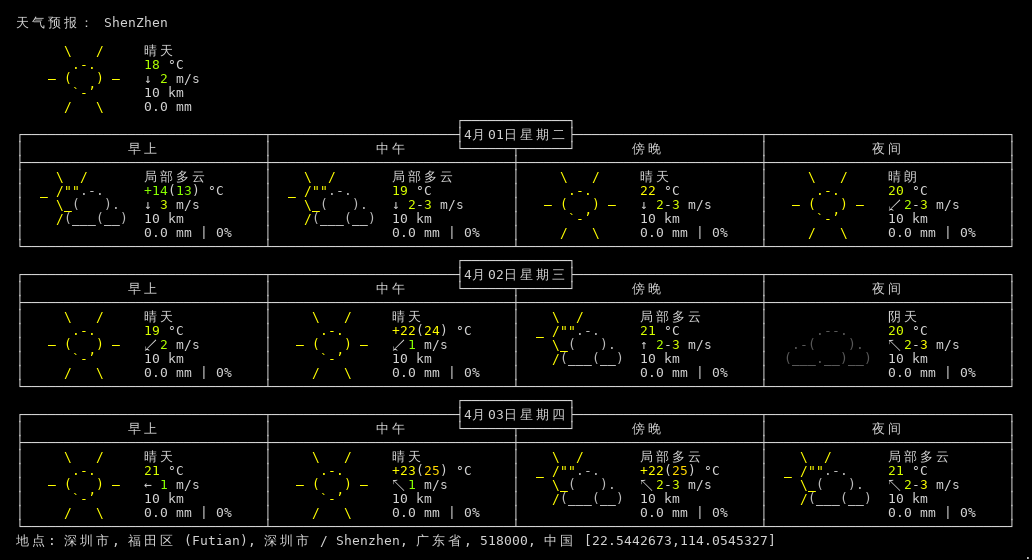 天气预报： ShenZhen
晴天
18 °C
↓ 2 m/s
10 km
0.0 mm
4月01日星期二
早上 中午 傍晚 夜间
局部多云 局部多云 晴天 晴朗
+14(13) °C 19 °C 22 °C 20 °C
↓ 3 m/s ↓ 2-3 m/s ↓ 2-3 m/s ↙ 2-3 m/s
10 km 10 km 10 km 10 km
0.0 mm | 0% 0.0 mm | 0% 0.0 mm | 0% 0.0 mm | 0%
4月02日星期三
早上 中午 傍晚 夜间
晴天 晴天 局部多云 阴天
19 °C +22(24) °C 21 °C 20 °C
↙ 2 m/s ↙ 1 m/s ↑ 2-3 m/s ↖ 2-3 m/s
10 km 10 km 10 km 10 km
0.0 mm | 0% 0.0 mm | 0% 0.0 mm | 0% 0.0 mm | 0%
4月03日星期四
早上 中午 傍晚 夜间
晴天 晴天 局部多云 局部多云
21 °C +23(25) °C +22(25) °C 21 °C
← 1 m/s ↖ 1 m/s ↖ 2-3 m/s ↖ 2-3 m/s
10 km 10 km 10 km 10 km
0.0 mm | 0% 0.0 mm | 0% 0.0 mm | 0% 0.0 mm | 0%
地点: 深圳市, 福田区 (Futian), 深圳市 / Shenzhen, 广东省, 518000, 中国 [22.5442673,114.0545327]